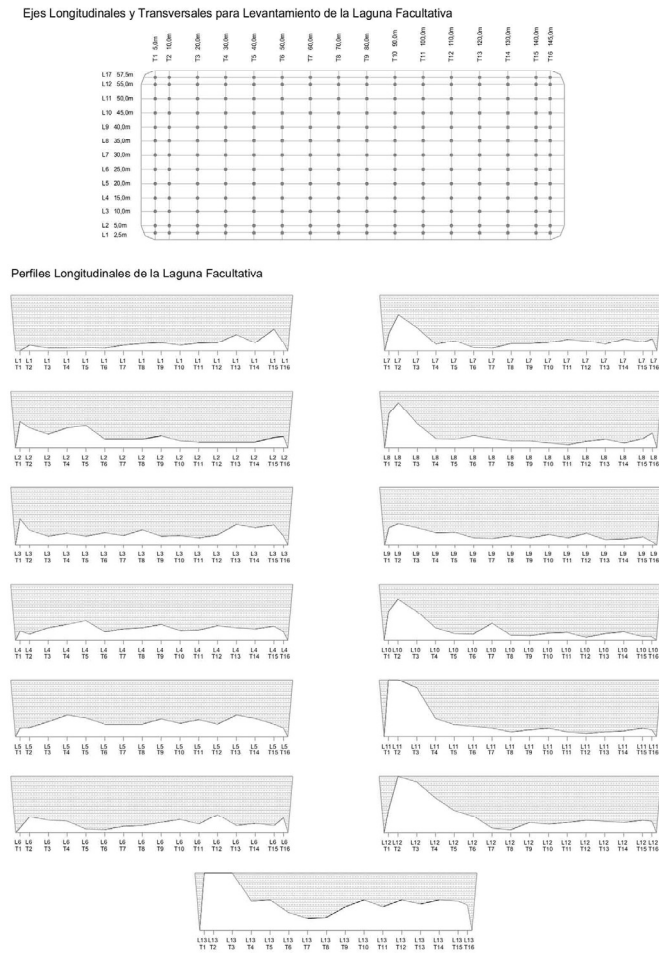 Ejes Longitudinales y Transversales para Levantamiento de la Laguna Facultativa
T1 5,0m
T2 10,0m
T3 20,0m
T4 30,0m
T5 40,0m
T6 50,0m
T7 60,0m
T8 70,0m
T9 80,0m
T10 90,0m
T11 100,0m
T12 110,0m
T13 120,0m
T14 130,0m
T15 140,0m
T16 145,0m
L17 57,5m
L12 55,0m
L11 50,0m
L10 45,0m
L9 40,0m
L8 35,0m
L7 30,0m
L6 25,0m
L5 20,0m
L4 15,0m
L3 10,0m
L2 5,0m
L1 2,5m
Perfiles Longitudinales de la Laguna Facultativa
L1 L1 L1 L1 L1 L1 L1 L1 L1 L1 L1 L1 L1 L1 L1 L1
T1 T2 T3 T4 T5 T6 T7 T8 T9 T10 T11 T12 T13 T14 T15 T16
L7 L7 L7 L7 L7 L7 L7 L7 L7 L7 L7 L7 L7 L7 L7 L7
T1 T2 T3 T4 T5 T6 T7 T8 T9 T10 T11 T12 T13 T14 T15 T16
L2 L2 L2 L2 L2 L2 L2 L2 L2 L2 L2 L2 L2 L2 L2 L2
T1 T2 T3 T4 T5 T6 T7 T8 T9 T10 T11 T12 T13 T14 T15 T16
L8 L8 L8 L8 L8 L8 L8 L8 L8 L8 L8 L8 L8 L8 L8 L8
T1 T2 T3 T4 T5 T6 T7 T8 T9 T10 T11 T12 T13 T14 T15 T16
L3 L3 L3 L3 L3 L3 L3 L3 L3 L3 L3 L3 L3 L3 L3 L3
T1 T2 T3 T4 T5 T6 T7 T8 T9 T10 T11 T12 T13 T14 T15 T16
L9 L9 L9 L9 L9 L9 L9 L9 L9 L9 L9 L9 L9 L9 L9 L9
T1 T2 T3 T4 T5 T6 T7 T8 T9 T10 T11 T12 T13 T14 T15 T16
L4 L4 L4 L4 L4 L4 L4 L4 L4 L4 L4 L4 L4 L4 L4 L4
T1 T2 T3 T4 T5 T6 T7 T8 T9 T10 T11 T12 T13 T14 T15 T16
L10 L10 L10 L10 L10 L10 L10 L10 L10 L10 L10 L10 L10 L10 L10 L10
T1 T2 T3 T4 T5 T6 T7 T8 T9 T10 T11 T12 T13 T14 T15 T16
L5 L5 L5 L5 L5 L5 L5 L5 L5 L5 L5 L5 L5 L5 L5 L5
T1 T2 T3 T4 T5 T6 T7 T8 T9 T10 T11 T12 T13 T14 T15 T16
L11 L11 L11 L11 L11 L11 L11 L11 L11 L11 L11 L11 L11 L11 L11 L11
T1 T2 T3 T4 T5 T6 T7 T8 T9 T10 T11 T12 T13 T14 T15 T16
L6 L6 L6 L6 L6 L6 L6 L6 L6 L6 L6 L6 L6 L6 L6 L6
T1 T2 T3 T4 T5 T6 T7 T8 T9 T10 T11 T12 T13 T14 T15 T16
L12 L12 L12 L12 L12 L12 L12 L12 L12 L12 L12 L12 L12 L12 L12 L12
T1 T2 T3 T4 T5 T6 T7 T8 T9 T10 T11 T12 T13 T14 T15 T16
L13 L13 L13 L13 L13 L13 L13 L13 L13 L13 L13 L13 L13 L13 L13 L13
T1 T2 T3 T4 T5 T6 T7 T8 T9 T10 T11 T12 T13 T14 T15 T16